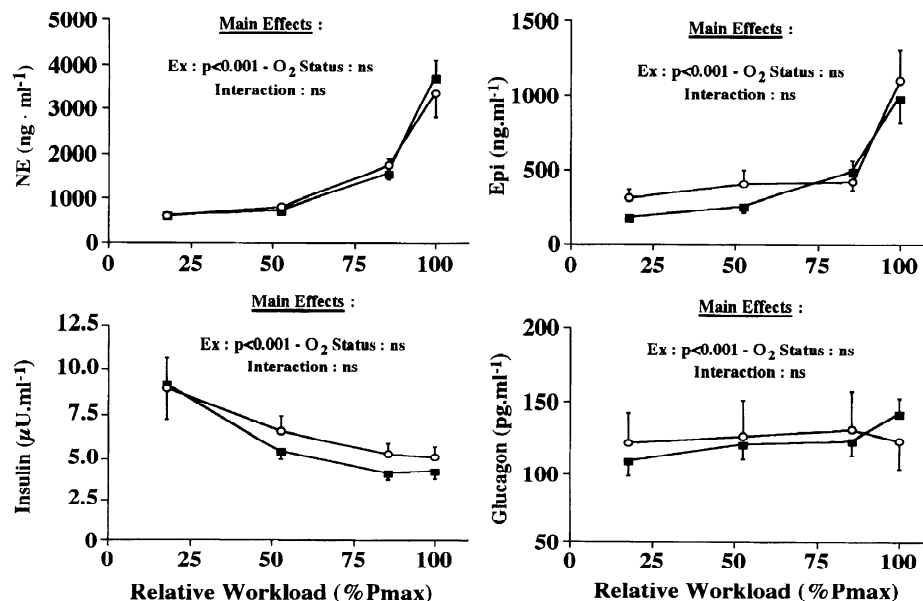 Main Effects :
Ex : p<0.001 - O2 Status : ns
Interaction : ns
NE (ng · ml-1)
5000
4000
3000
2000
1000
0
0 25 50 75 100
Main Effects :
Ex : p<0.001 - O2 Status : ns
Interaction : ns
Epi (ng.ml-1)
1500
1000
500
0
0 25 50 75 100
Main Effects :
Ex : p<0.001 - O2 Status : ns
Interaction : ns
Insulin (µU.ml-1)
12.5
10.0
7.5
5.0
2.5
0
0 25 50 75 100
Relative Workload (%Pmax)
Main Effects :
Ex : p<0.001 - O2 Status : ns
Interaction : ns
Glucagon (pg.ml-1)
200
150
100
50
0 25 50 75 100
Relative Workload (%Pmax)